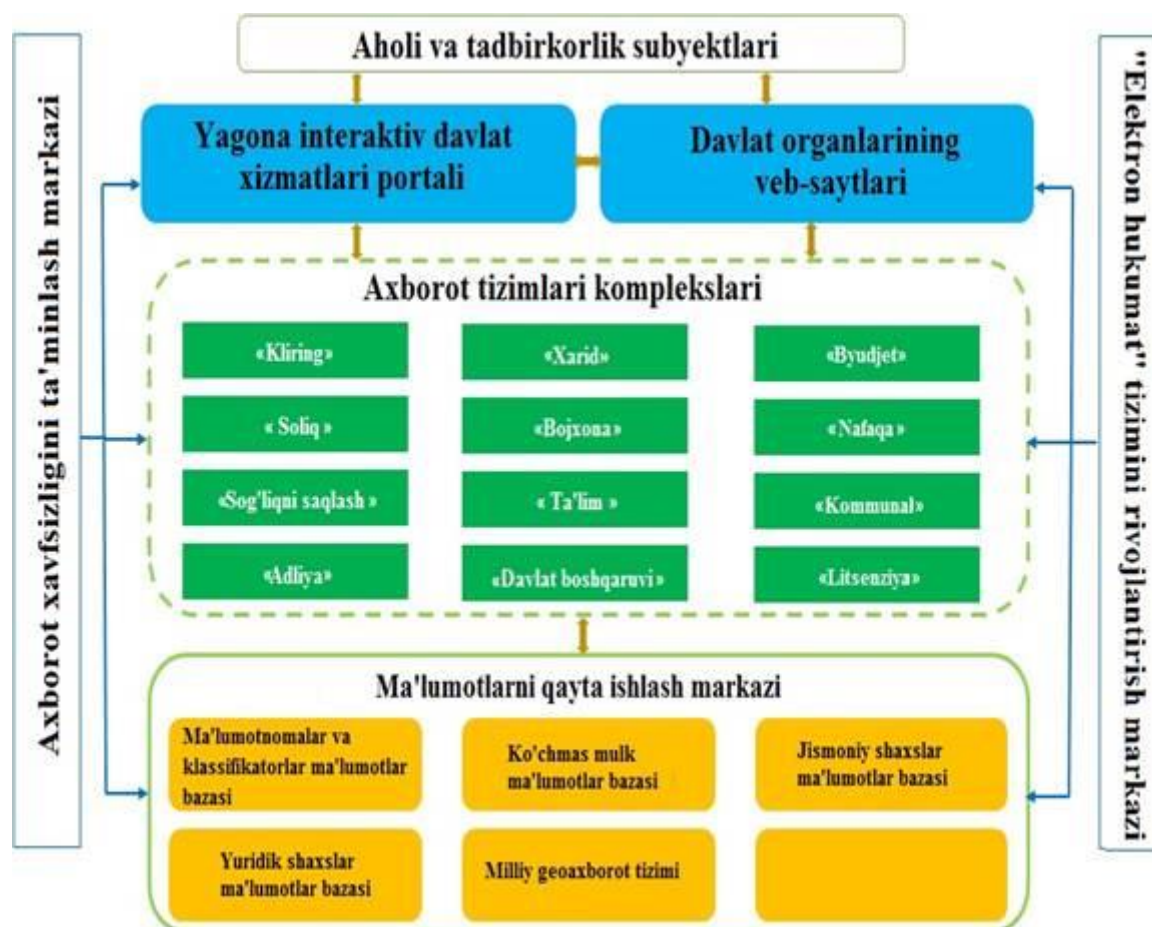 Aholi va tadbirkorlik subyektlari
Axborot xavfsizligini ta'minlash markazi
Yagona interaktiv davlat
xizmatlari portali
Davlat organlarining
veb-saytlari
"Elektron hukumat" tizimini rivojlantirish markazi
Axborot tizimlari komplekslari
«Kliring»
«Xarid»
«Byudjet»
« Soliq »
«Bojxona»
«Nafaqa»
«Sog'liqni saqlash »
« Ta'lim »
«Kommunal»
«Adliya»
«Davlat boshqaruvi»
«Litsenziya»
Ma'lumotlarni qayta ishlash markazi
Ma'lumotnomalar va
klassifikatorlar ma'lumotlar
bazasi
Ko'chmas mulk
ma'lumotlar bazasi
Jismoniy shaxslar
ma'lumotlar bazasi
Yuridik shaxslar
ma'lumotlar bazasi
Milliy geoaxborot tizimi